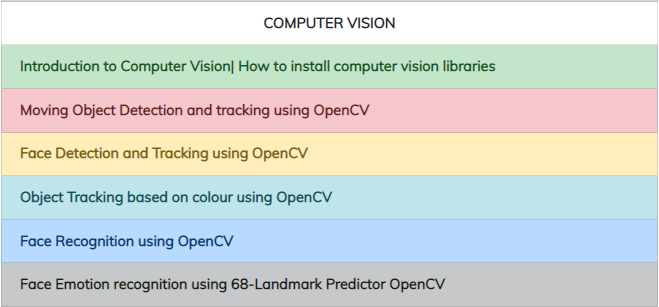 COMPUTER VISION
Introduction to Computer Vision| How to install computer vision libraries
Moving Object Detection and tracking using OpenCV
Face Detection and Tracking using OpenCV
Object Tracking based on colour using OpenCV
Face Recognition using OpenCV
Face Emotion recognition using 68-Landmark Predictor OpenCV